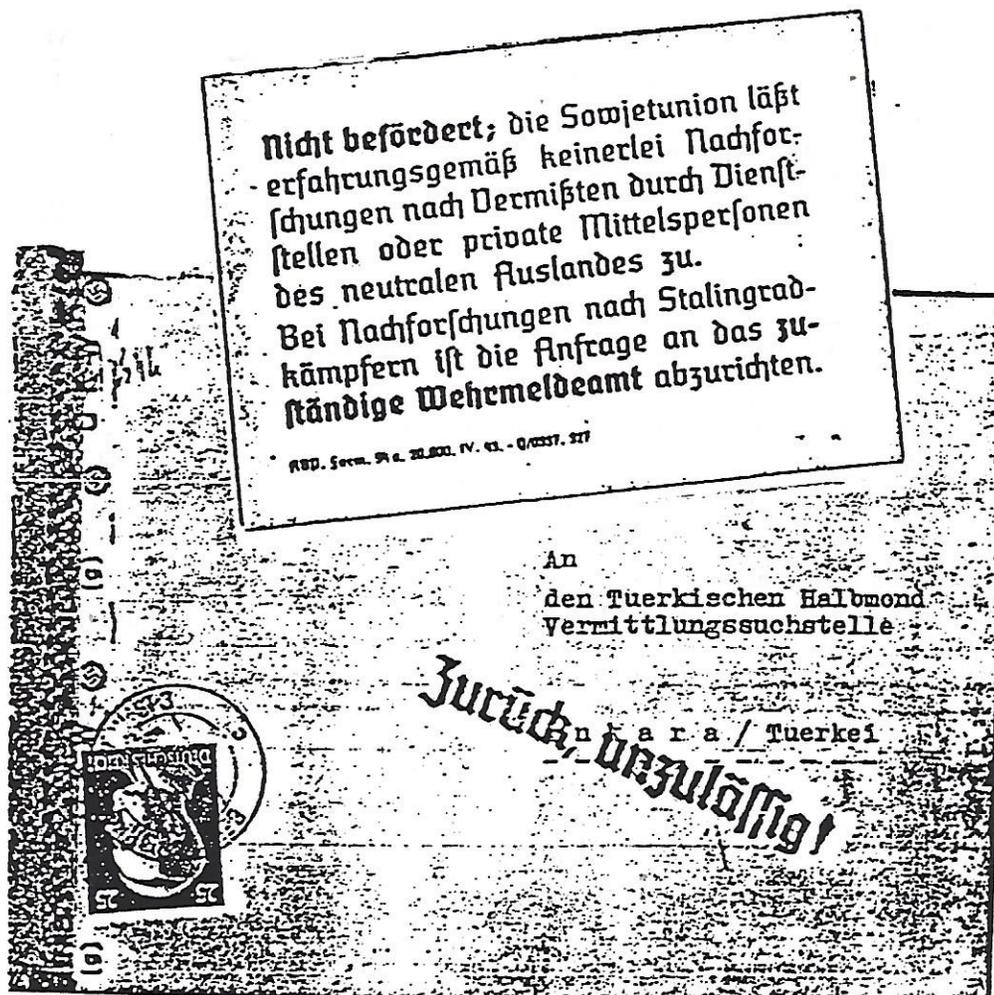 Nicht befördert; die Sowjetunion läßt
erfahrungsgemäß keinerlei Nachfor-
schungen nach Vermißten durch Dienst-
stellen oder private Mittelspersonen
des neutralen Auslandes zu.
Bei Nachforschungen nach Stalingrad-
kämpfern ist die Anfrage an das zu-
ständige Wehrmeldeamt abzurichten.
An
den Tuerkischen Halbmond
Vermittlungssuchstelle
A n k a r a / Tuerkei
Zurück, unzulässig!
(g)
25 25
(g)